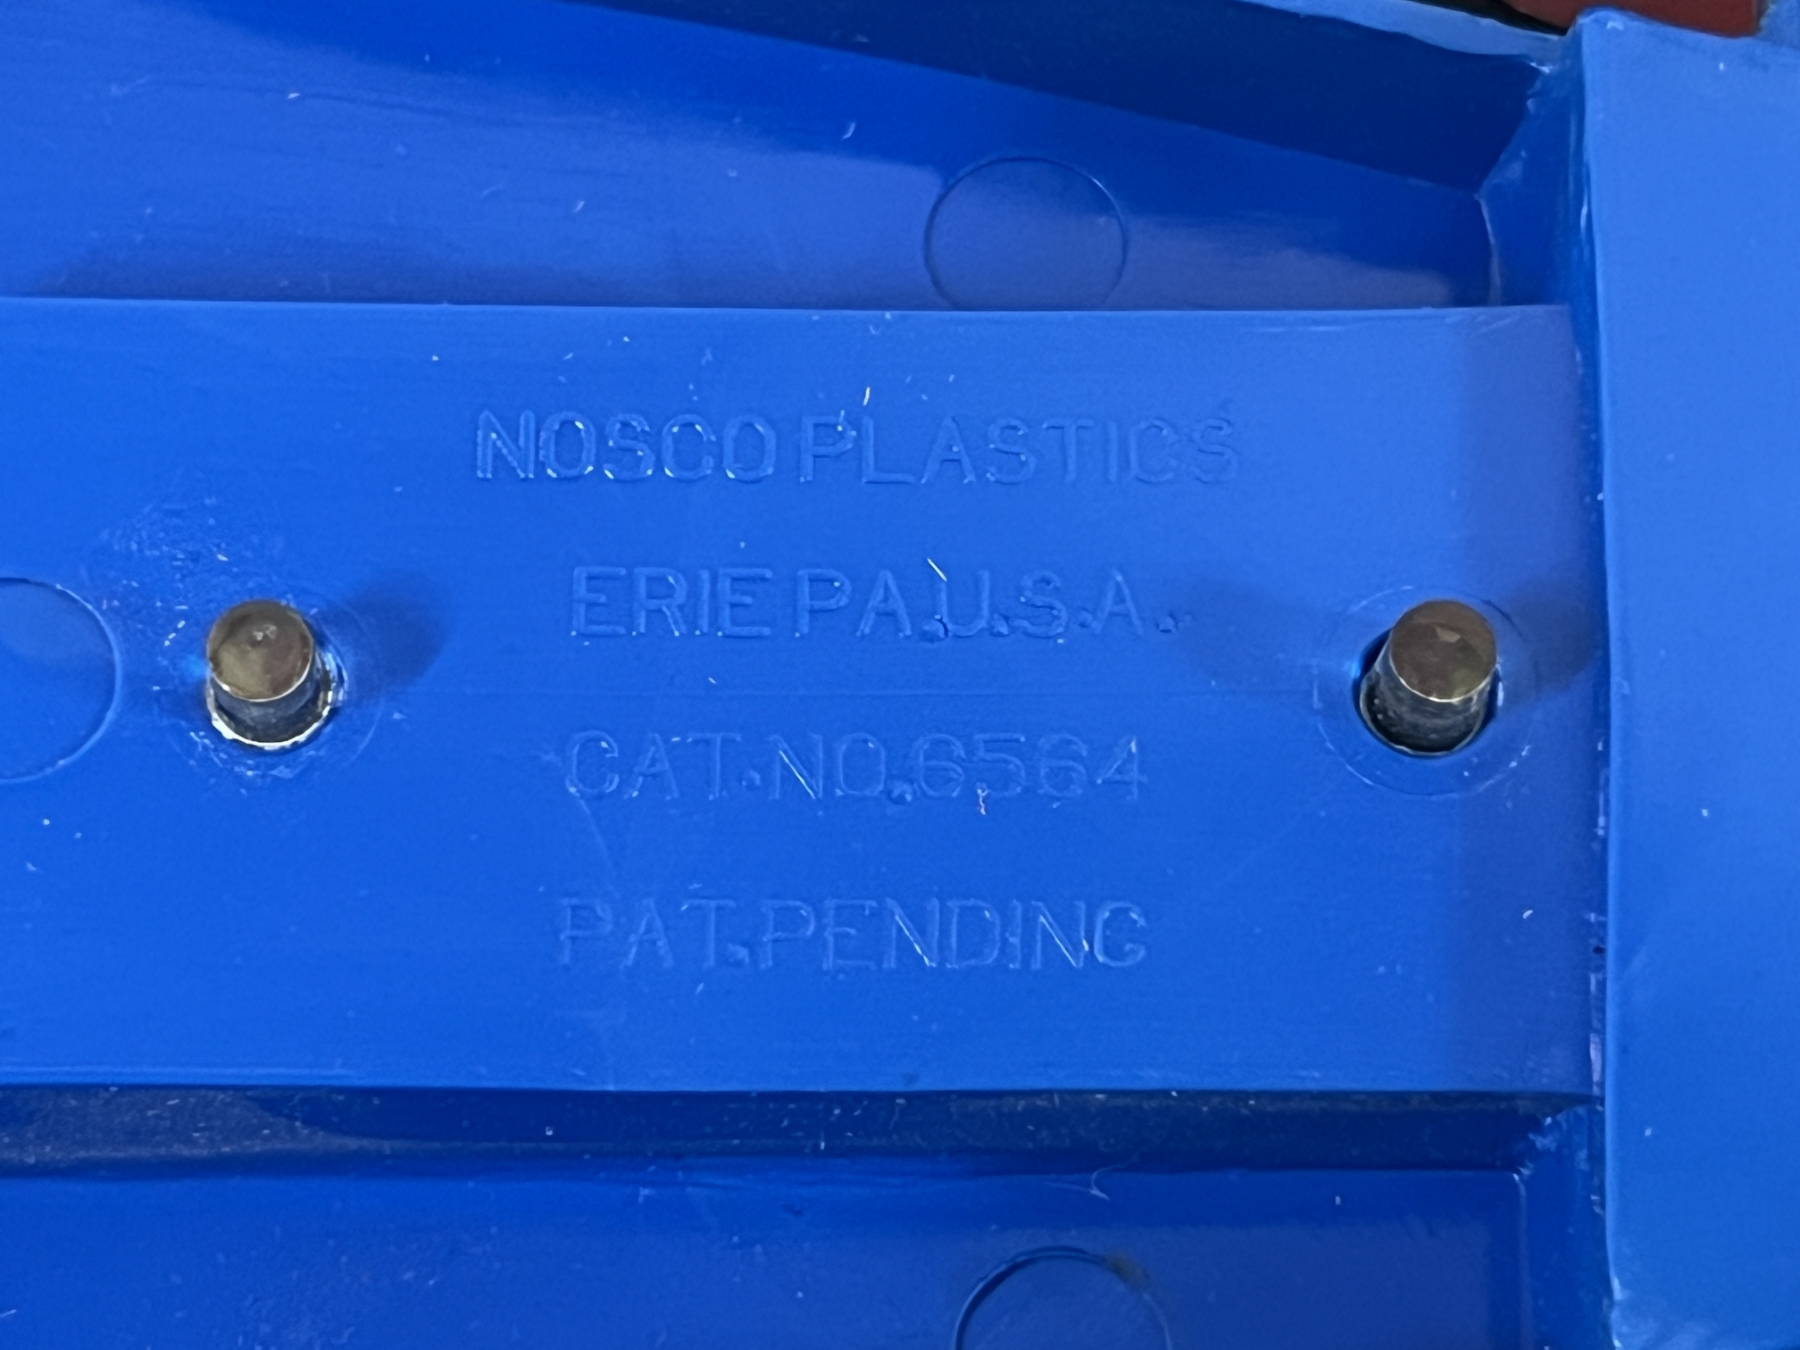 NOSCO PLASTICS
ERIE PA. U.S.A.
CAT. NO. 6564
PAT. PENDING